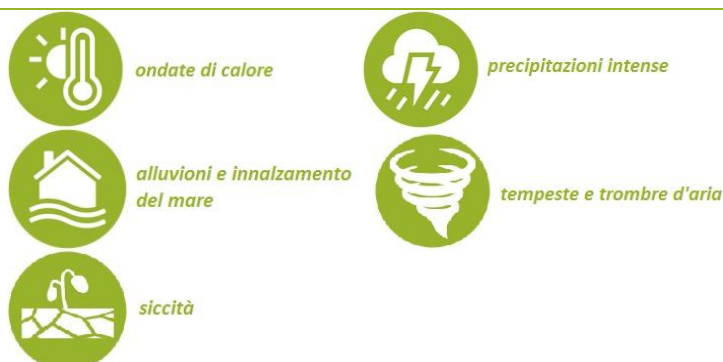 ondate di calore
precipitazioni intense
alluvioni e innalzamento
del mare
tempeste e trombre d'aria
siccità